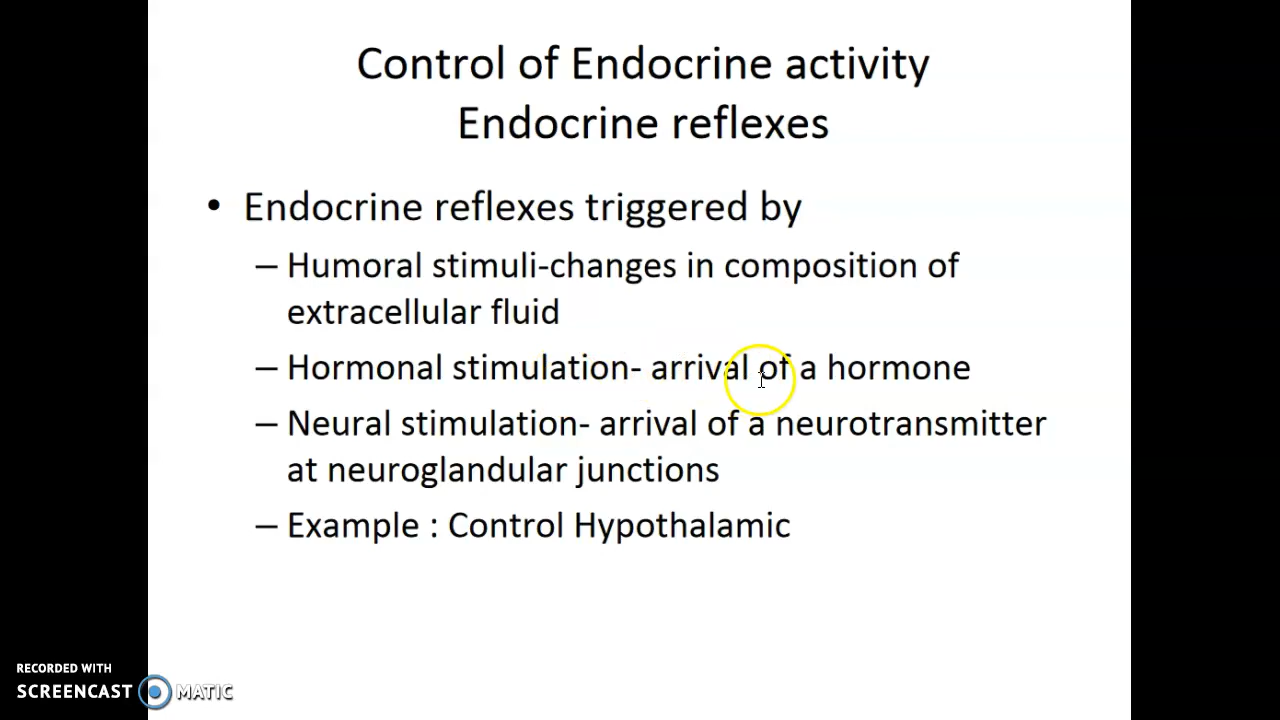 Control of Endocrine activity
Endocrine reflexes
• Endocrine reflexes triggered by
– Humoral stimuli-changes in composition of
extracellular fluid
– Hormonal stimulation- arrival of a hormone
– Neural stimulation- arrival of a neurotransmitter
at neuroglandular junctions
– Example : Control Hypothalamic
RECORDED WITH
SCREENCAST MATIC